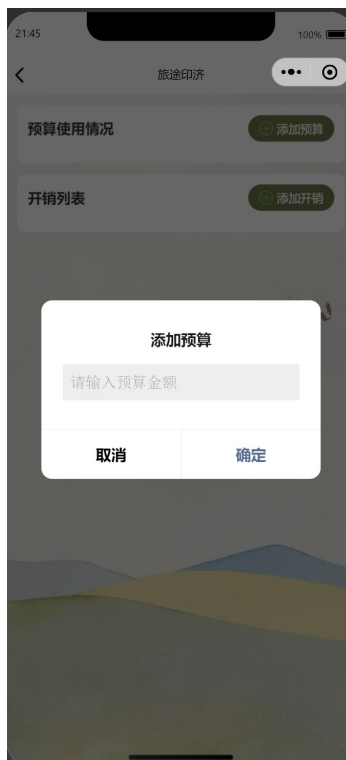 21:45
100%
旅途印济
预算使用情况
添加预算
开销列表
添加开销
添加预算
请输入预算金额
取消
确定